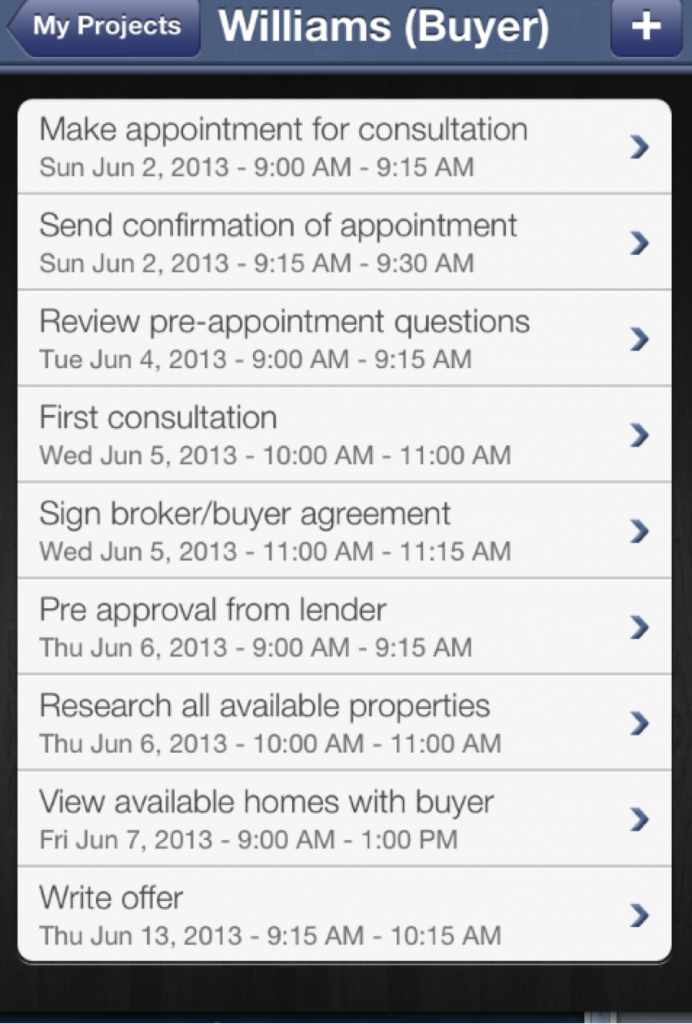 My Projects
Williams (Buyer)
+
Make appointment for consultation
Sun Jun 2, 2013 - 9:00 AM - 9:15 AM
Send confirmation of appointment
Sun Jun 2, 2013 - 9:15 AM - 9:30 AM
Review pre-appointment questions
Tue Jun 4, 2013 - 9:00 AM - 9:15 AM
First consultation
Wed Jun 5, 2013 - 10:00 AM - 11:00 AM
Sign broker/buyer agreement
Wed Jun 5, 2013 - 11:00 AM - 11:15 AM
Pre approval from lender
Thu Jun 6, 2013 - 9:00 AM - 9:15 AM
Research all available properties
Thu Jun 6, 2013 - 10:00 AM - 11:00 AM
View available homes with buyer
Fri Jun 7, 2013 - 9:00 AM - 1:00 PM
Write offer
Thu Jun 13, 2013 - 9:15 AM - 10:15 AM